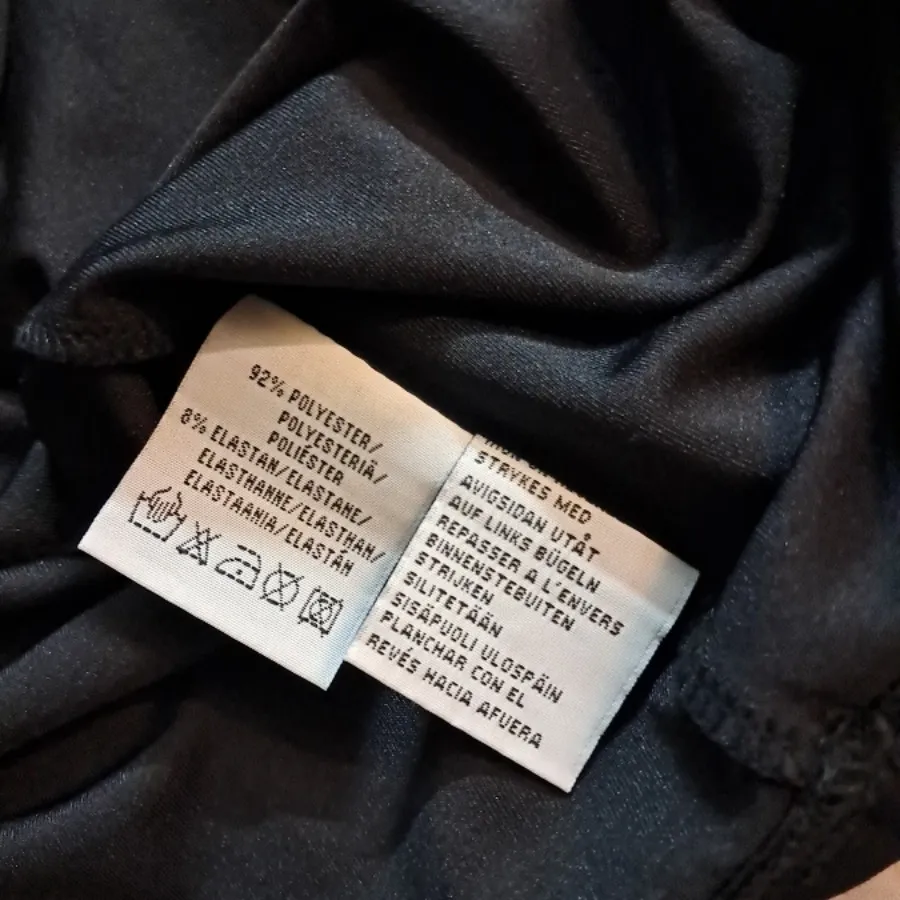 92% POLYESTER/
POLYESTERIÄ/
POLIÉSTER
8% ELASTAN/ELASTANE/
ELASTHANNE/ELASTHAN/
ELASTAANIA/ELASTÁN
STRYKES MED
AVIGSIDAN UTÅT
AUF LINKS BÜGELN
REPASSER A L'ENVERS
BINNENSTEBUITEN
STRIJKEN
SILITETÄÄN
SISÄPUOLI ULOSPÄIN
PLANCHAR CON EL
REVÉS HACIA AFUERA